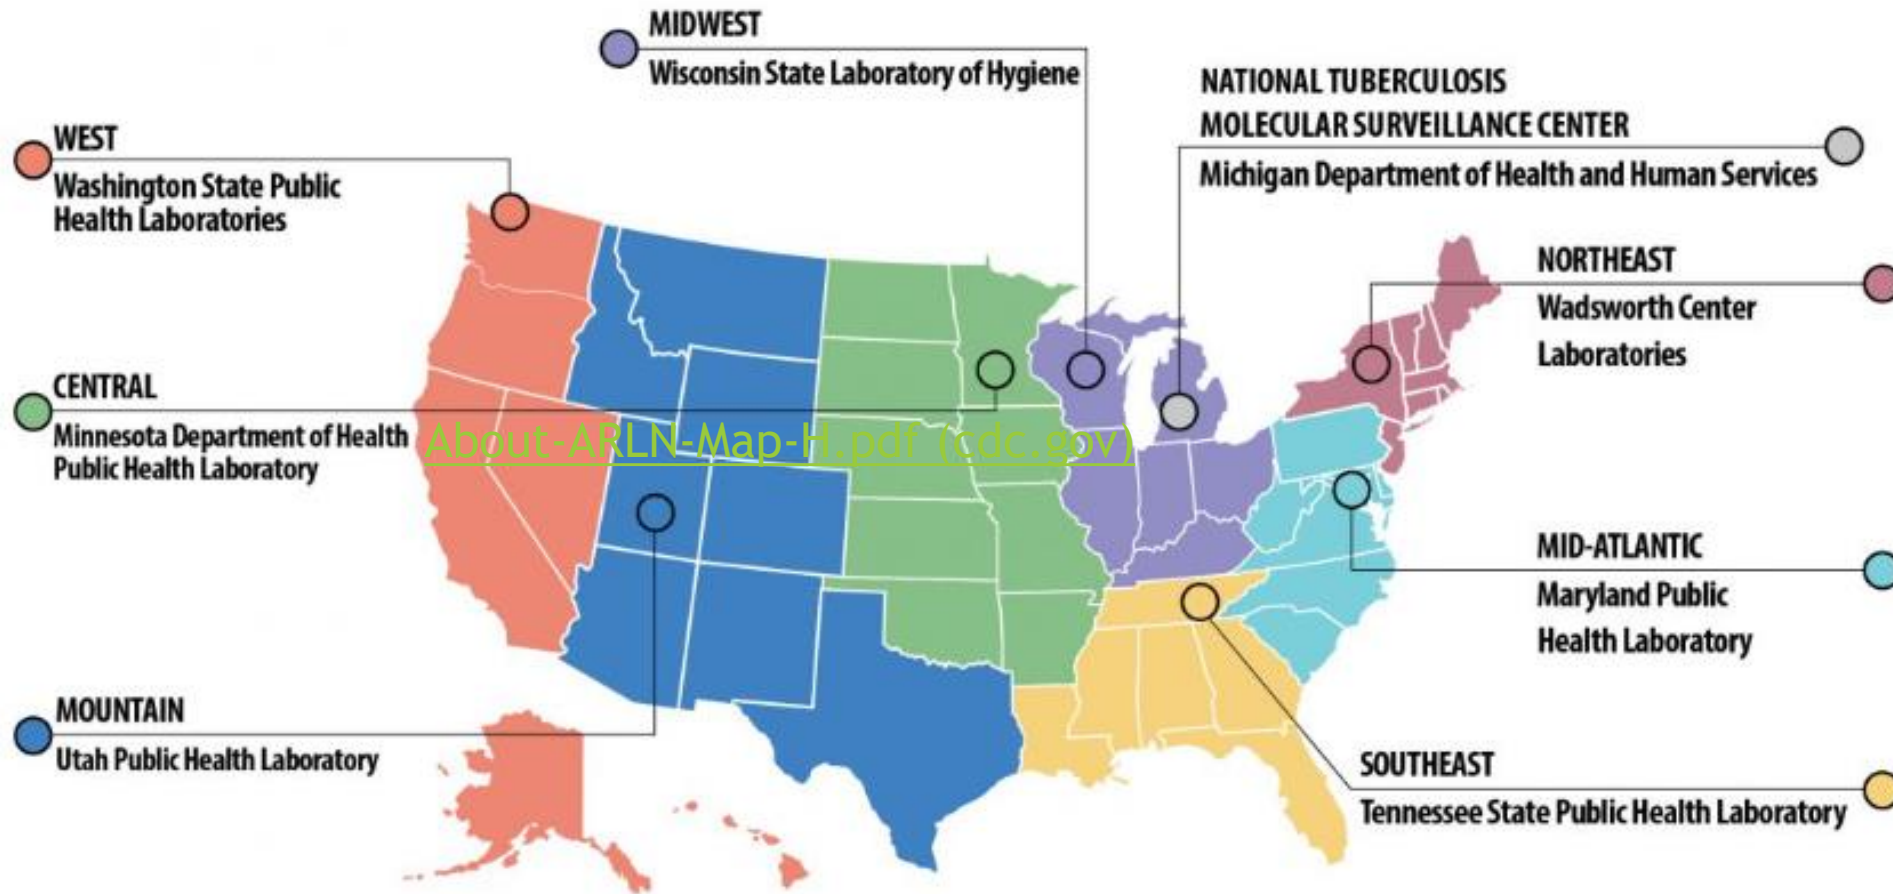 MIDWEST
Wisconsin State Laboratory of Hygiene
NATIONAL TUBERCULOSIS
MOLECULAR SURVEILLANCE CENTER
Michigan Department of Health and Human Services
WEST
Washington State Public
Health Laboratories
NORTHEAST
Wadsworth Center
Laboratories
CENTRAL
Minnesota Department of Health
Public Health Laboratory
About-ARLN-Map-H.pdf (cdc.gov)
MID-ATLANTIC
Maryland Public
Health Laboratory
MOUNTAIN
Utah Public Health Laboratory
SOUTHEAST
Tennessee State Public Health Laboratory